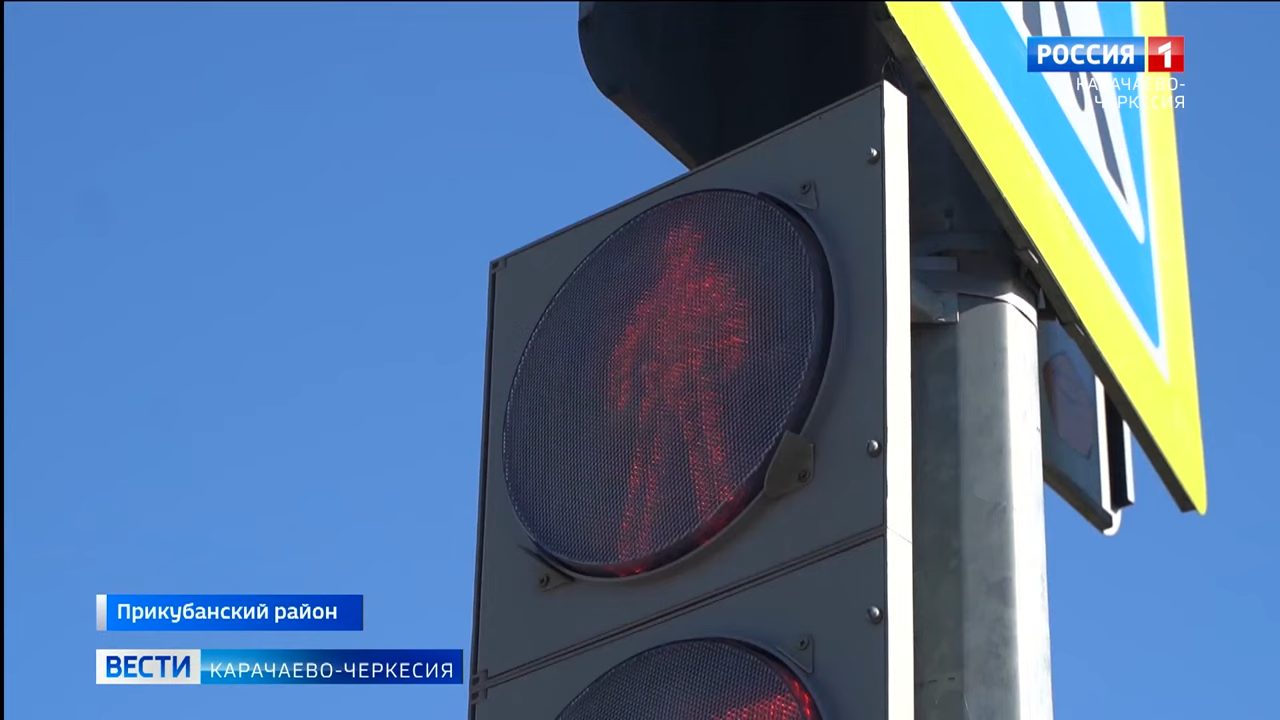 РОССИЯ 1
КАРАЧАЕВО-
ЧЕРКЕСИЯ
Прикубанский район
ВЕСТИ КАРАЧАЕВО-ЧЕРКЕСИЯ